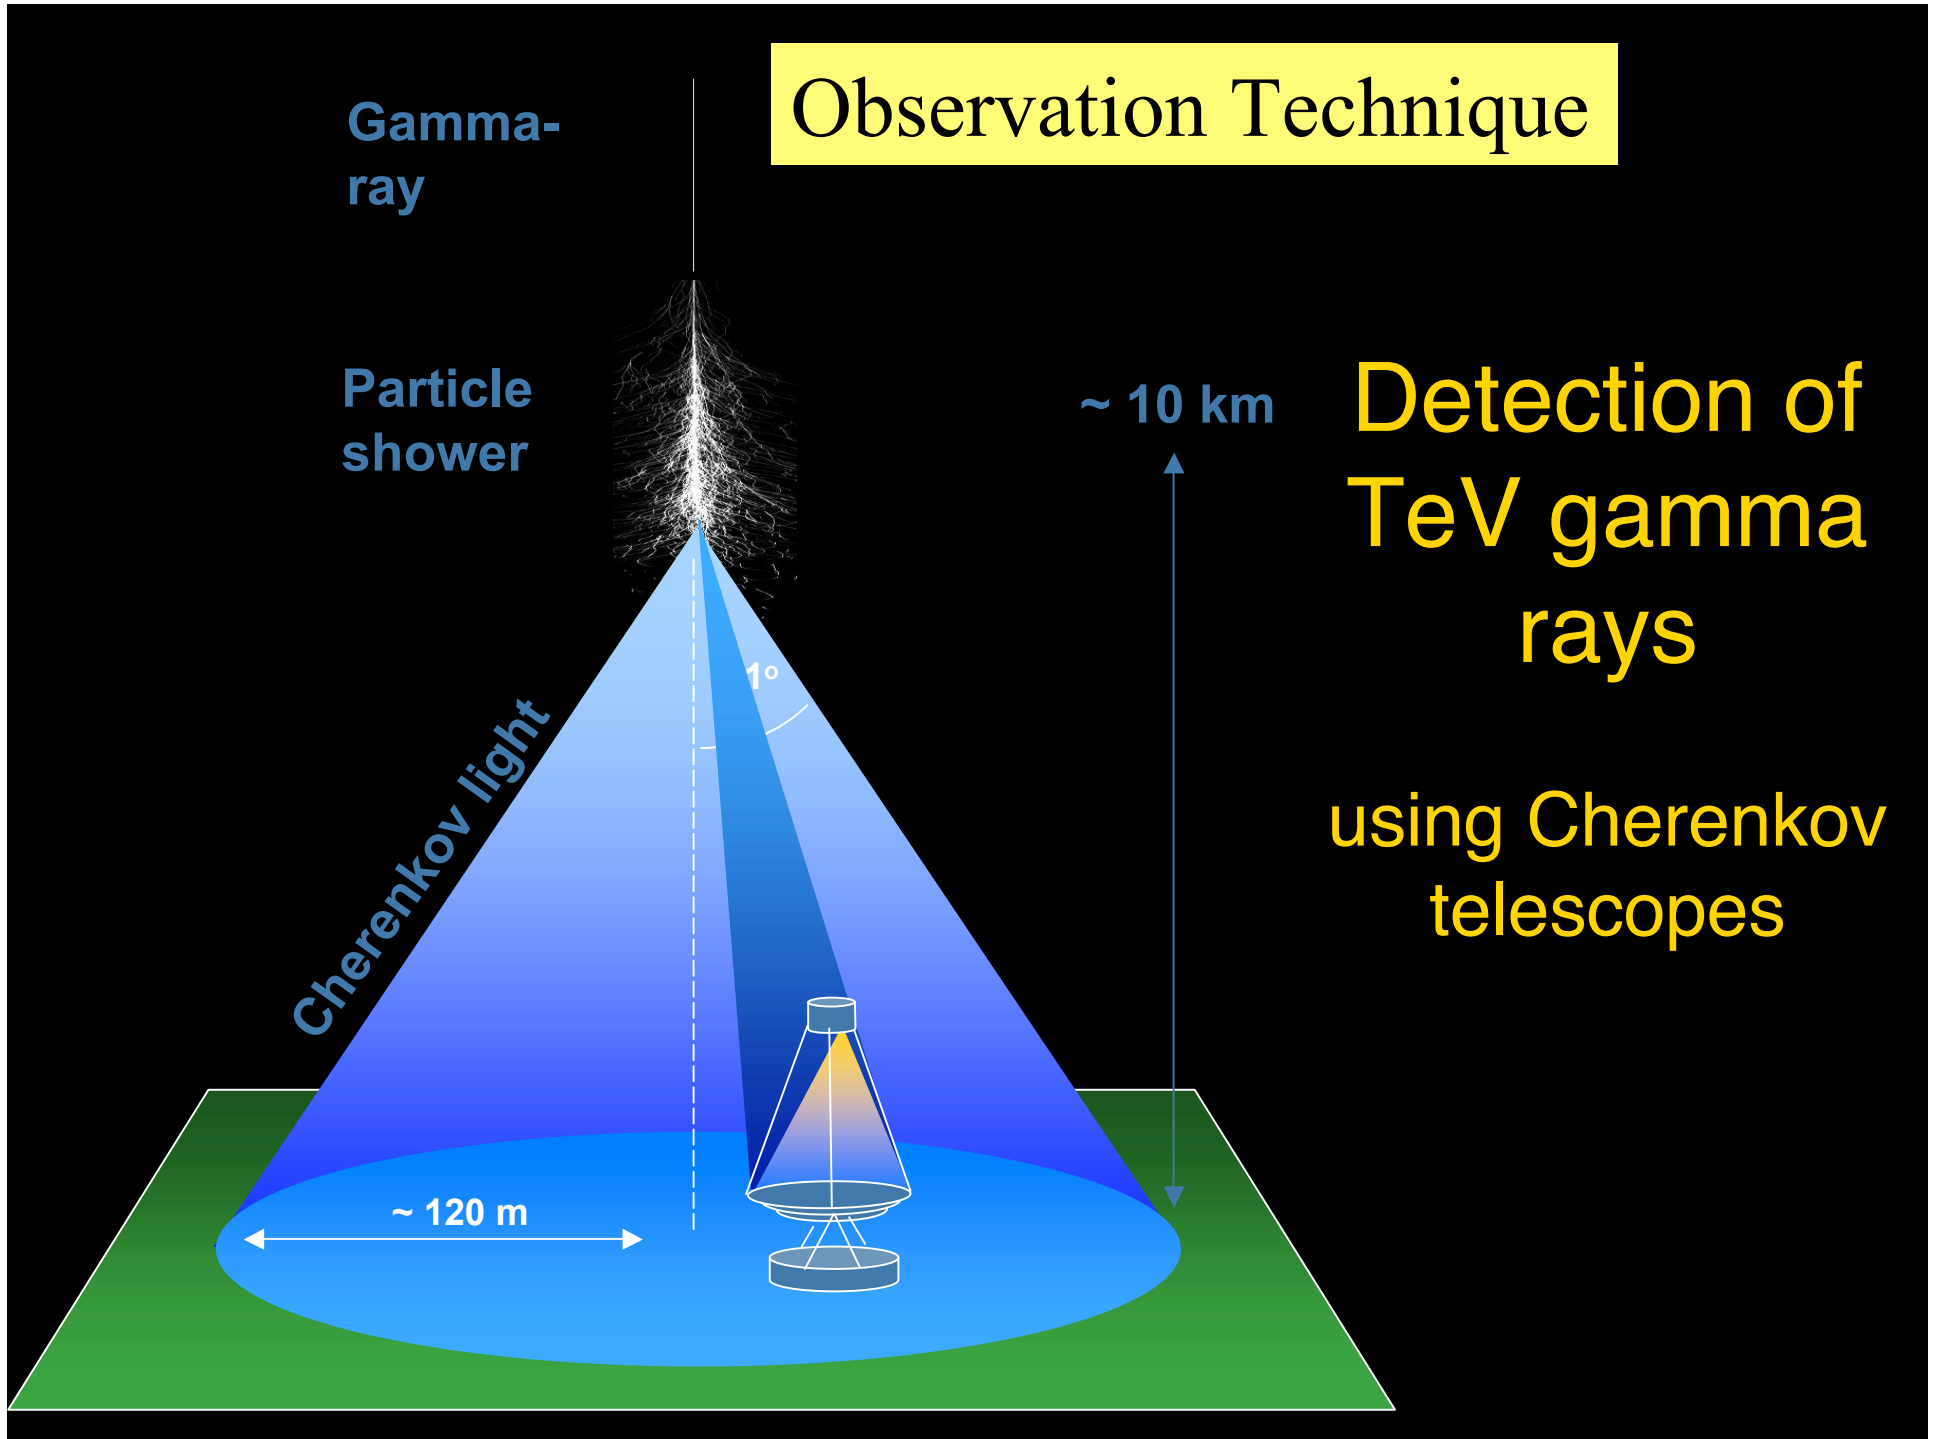 Observation Technique
Gamma-
ray
Particle
shower
~ 10 km
Detection of
TeV gamma
rays
1º
Cherenkov light
using Cherenkov
telescopes
~ 120 m